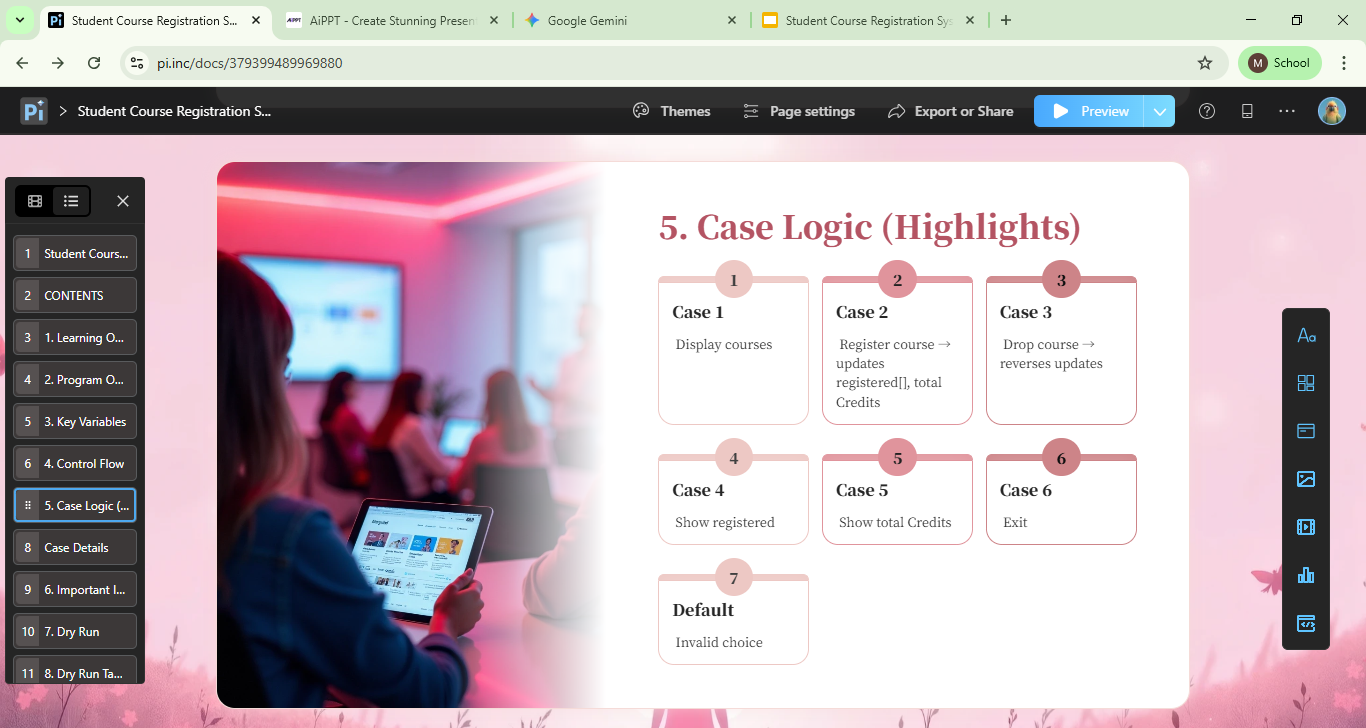 Student Course Registration S...
AiPPT - Create Stunning Presen
Google Gemini
Student Course Registration Sy
pi.inc/docs/379399489969880
M
School
Pi
Student Course Registration S...
Themes
Page settings
Export or Share
Preview
1 Student Cours...
2 CONTENTS
3 1. Learning O...
4 2. Program O...
5 3. Key Variables
6 4. Control Flow
5. Case Logic (...
8 Case Details
9 6. Important I...
10 7. Dry Run
11 8. Dry Run Ta...
5. Case Logic (Highlights)
1
Case 1
Display courses
2
Case 2
Register course →
updates
registered[], total
Credits
3
Case 3
Drop course →
reverses updates
4
Case 4
Show registered
5
Case 5
Show total Credits
6
Case 6
Exit
7
Default
Invalid choice
Aa